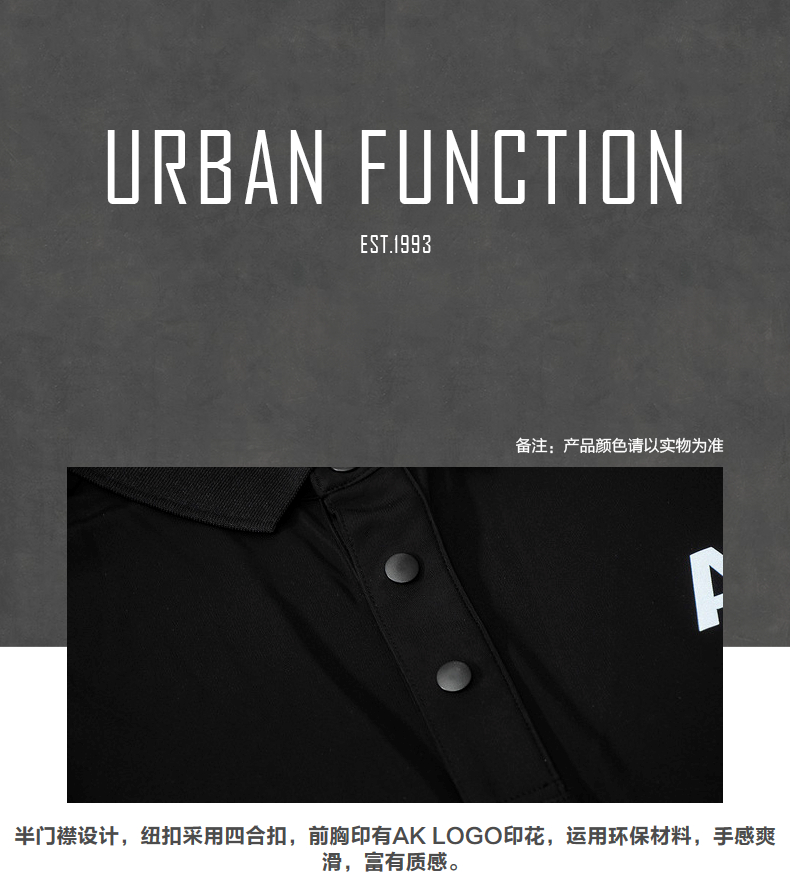 URBAN FUNCTION
EST.1993
备注：产品颜色请以实物为准
A
半门襟设计，纽扣采用四合扣，前胸印有AK LOGO印花，运用环保材料，手感爽
滑，富有质感。